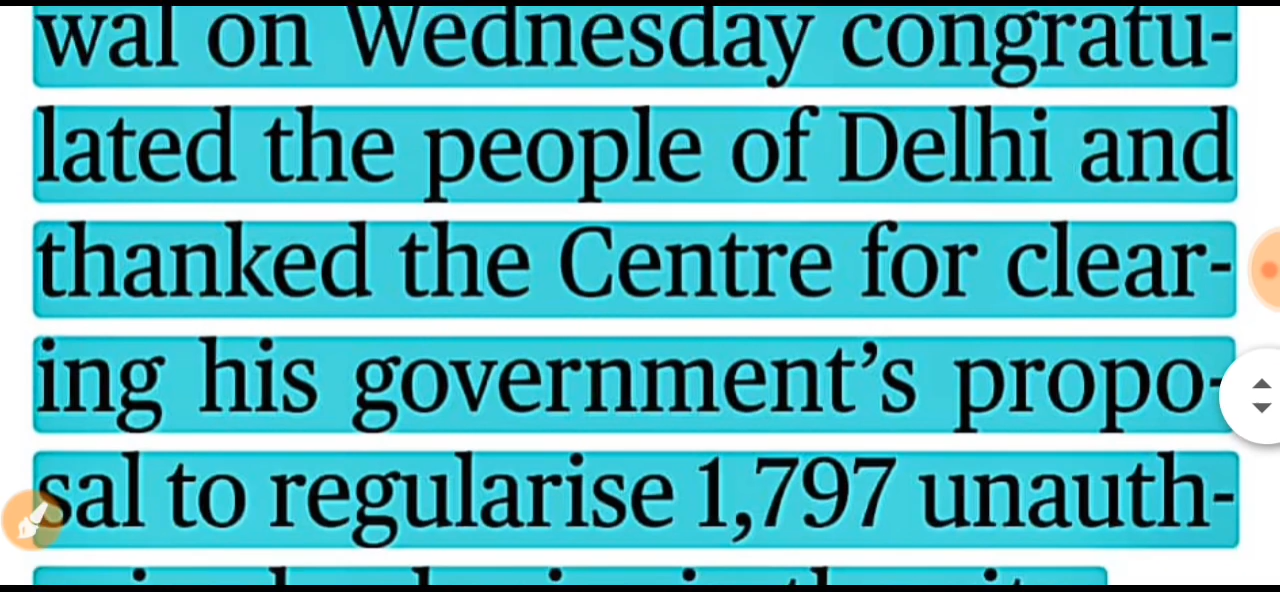 wal on Wednesday congratu-
lated the people of Delhi and
thanked the Centre for clear-
ing his government’s propo-
sal to regularise 1,797 unauth-